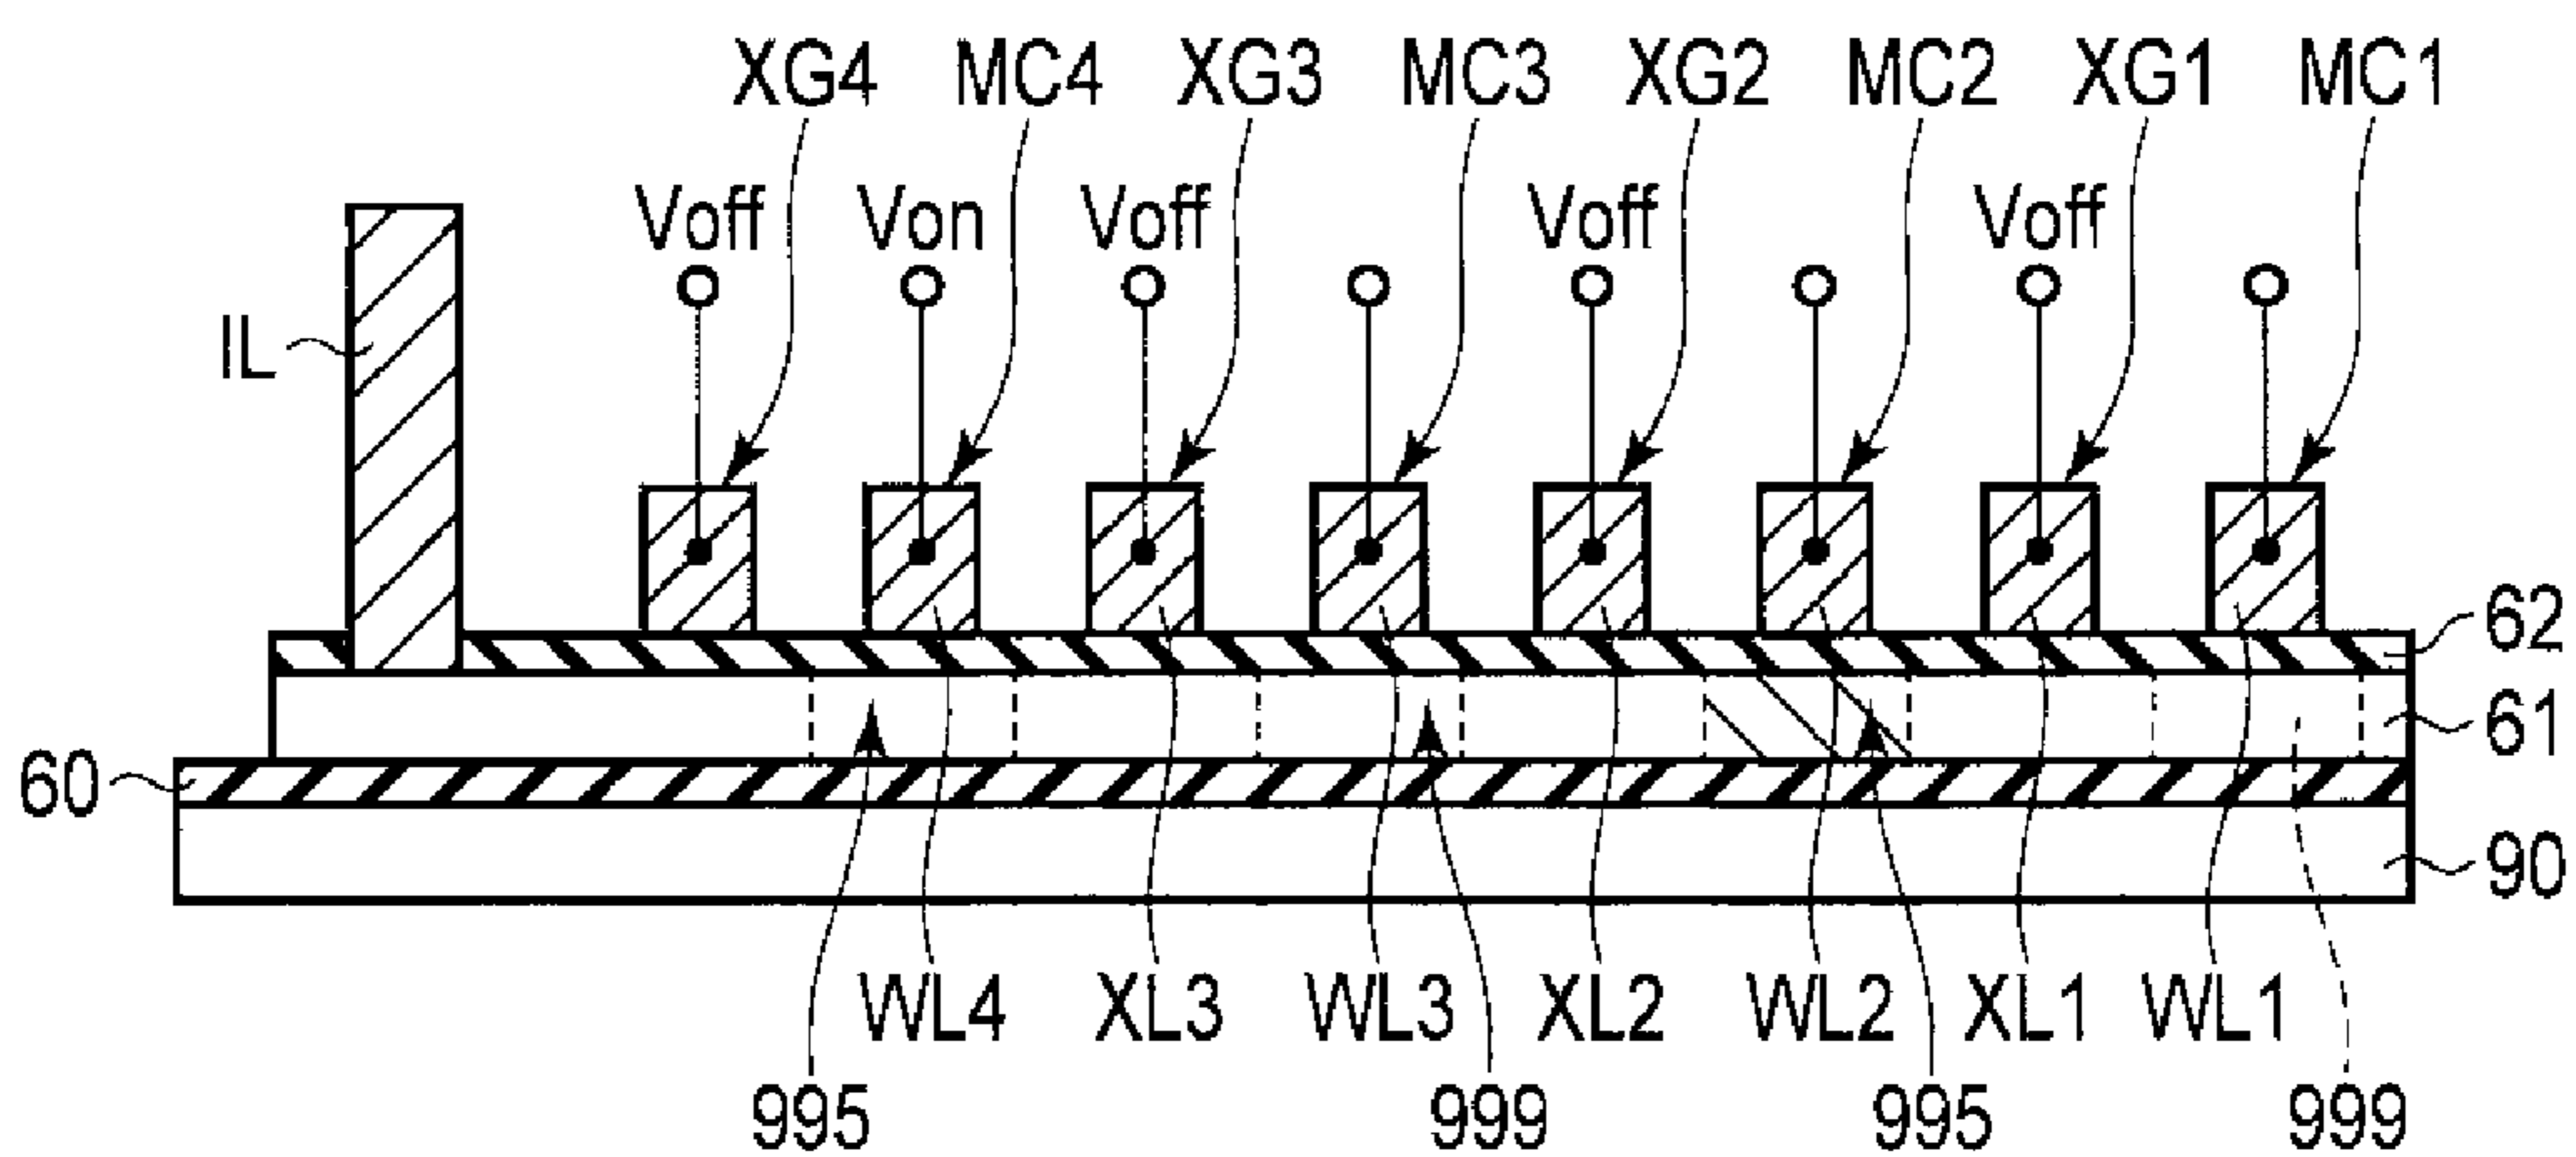 XG4 MC4 XG3 MC3 XG2 MC2 XG1 MC1
Voff Von Voff Voff Voff
IL
62
61
60
90
WL4 XL3 WL3 XL2 WL2 XL1 WL1
995 999 995 999